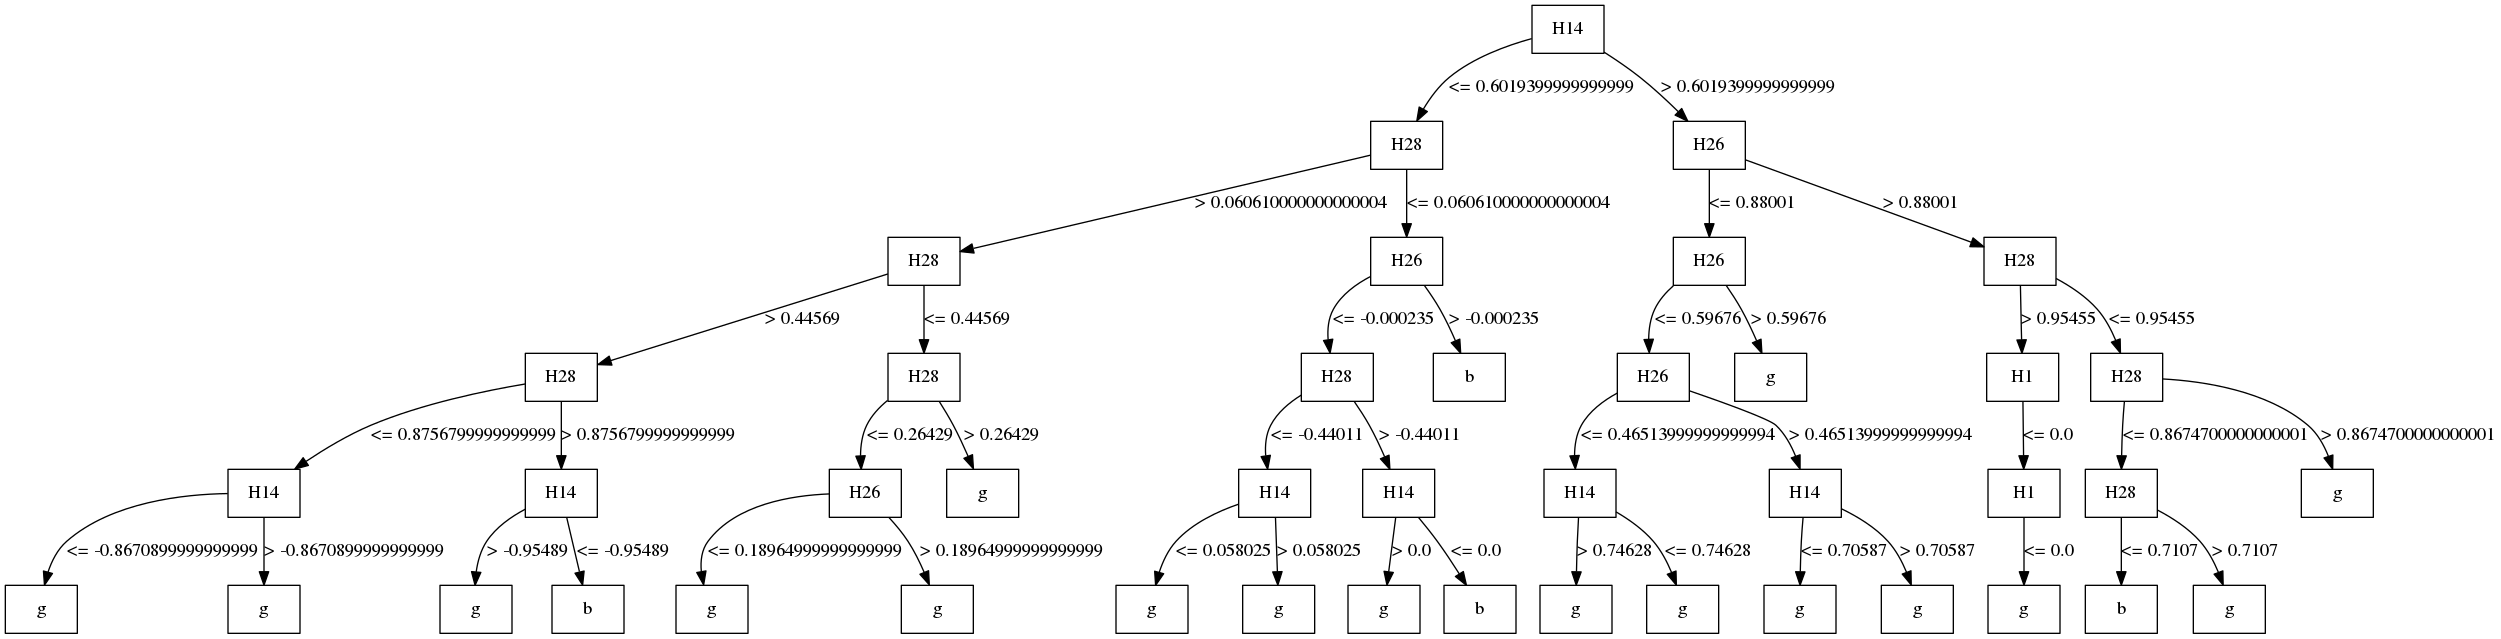 H14
<= 0.6019399999999999 > 0.6019399999999999
H28 H26
> 0.060610000000000004 <= 0.060610000000000004 <= 0.88001 > 0.88001
H28 H26 H26 H28
> 0.44569 <= 0.44569 <= -0.000235 > -0.000235 <= 0.59676 > 0.59676 > 0.95455 <= 0.95455
H28 H28 H28 b H26 g H1 H28
<= 0.8756799999999999 > 0.8756799999999999 <= 0.26429 > 0.26429 <= -0.44011 > -0.44011 <= 0.46513999999999994 > 0.46513999999999994 <= 0.0 <= 0.8674700000000001 > 0.8674700000000001
H14 H14 H26 g H14 H14 H14 H14 H1 H28 g
<= -0.8670899999999999 > -0.8670899999999999 > -0.95489 <= -0.95489 <= 0.18964999999999999 > 0.18964999999999999 <= 0.058025 > 0.058025 > 0.0 <= 0.0 > 0.74628 <= 0.74628 <= 0.70587 > 0.70587 <= 0.0 <= 0.7107 > 0.7107
g g g b g g g g g b g g g g g b g